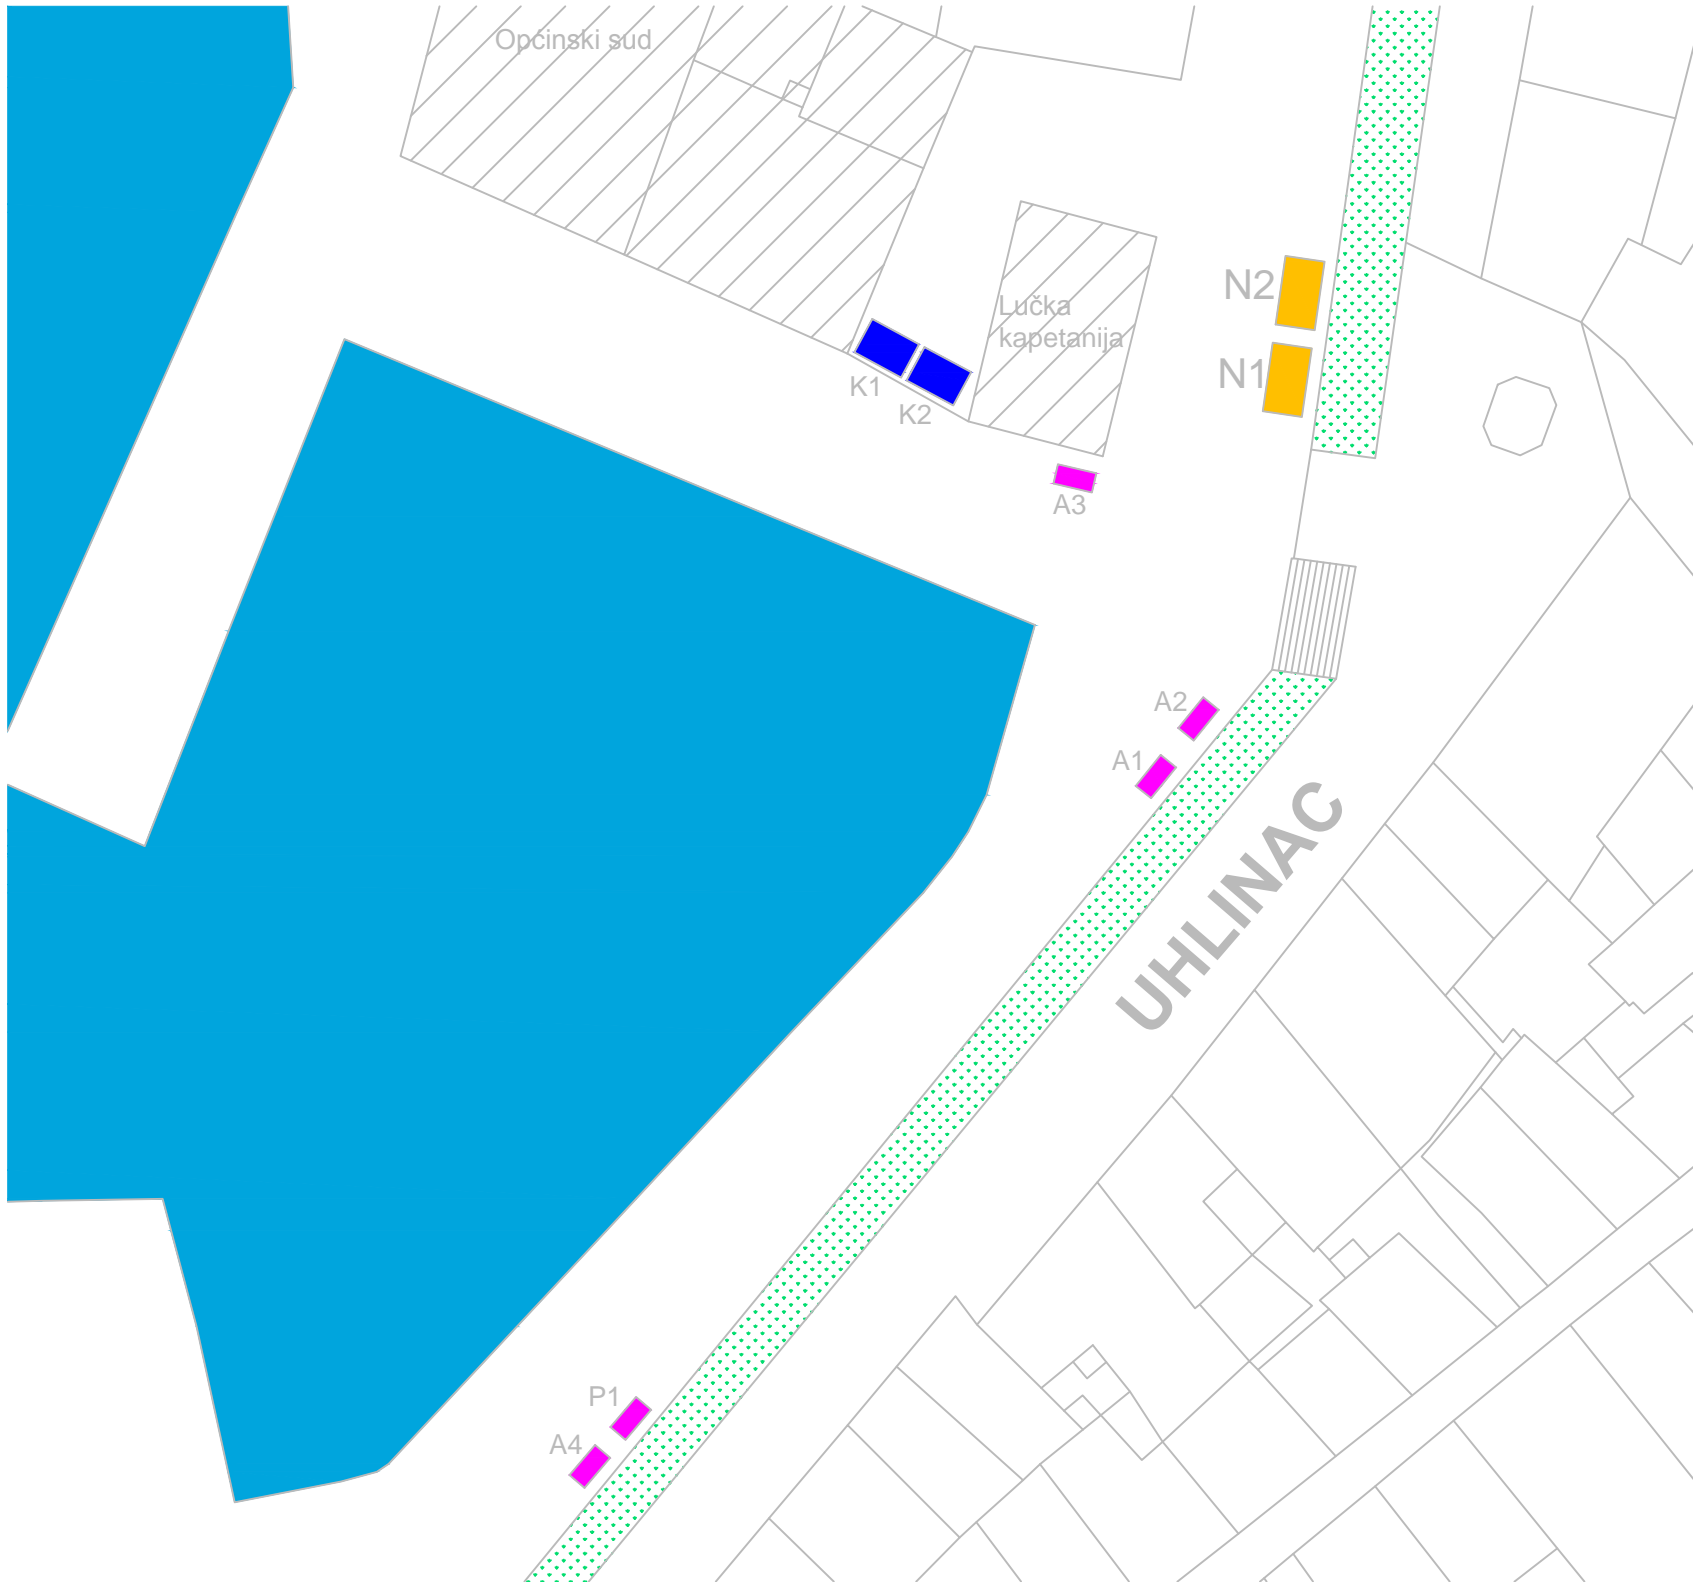 Općinski sud
N2
Lučka
kapetanija
N1
K1
K2
A3
A2
A1
UHLINAC
P1
A4